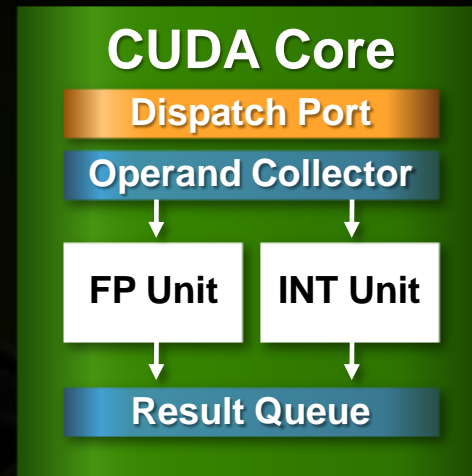 CUDA Core
Dispatch Port
Operand Collector
FP Unit
INT Unit
Result Queue